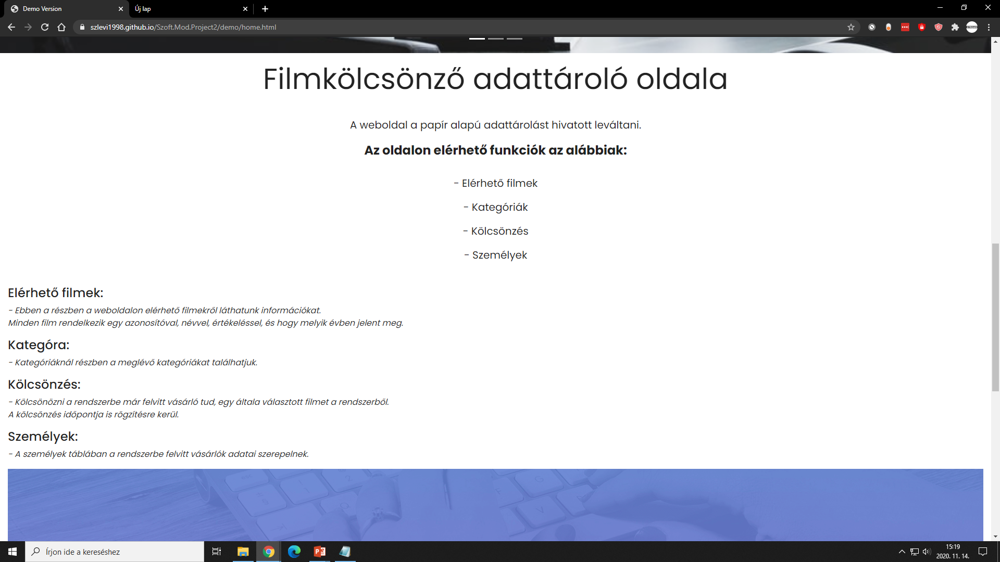 Demo Version
Új lap
szlevi1998.github.io/Szoft.Mod.Project2/demo/home.html
Filmkölcsönző adattároló oldala
A weboldal a papír alapú adattárolást hivatott leváltani.
Az oldalon elérhető funkciók az alábbiak:
- Elérhető filmek
- Kategóriák
- Kölcsönzés
- Személyek
Elérhető filmek:
- Ebben a részben a weboldalon elérhető filmekről láthatunk információkat.
Minden film rendelkezik egy azonosítóval, névvel, értékeléssel, és hogy melyik évben jelent meg.
Kategóra:
- Kategóriáknál részben a meglévő kategóriákat találhatjuk.
Kölcsönzés:
- Kölcsönözni a rendszerbe már felvitt vásárló tud, egy általa választott filmet a rendszerből.
A kölcsönzés időpontja is rögzítésre kerül.
Személyek:
- A személyek táblában a rendszerbe felvitt vásárlók adatai szerepelnek.
Írjon ide a kereséshez
15:19
2020. 11. 14.